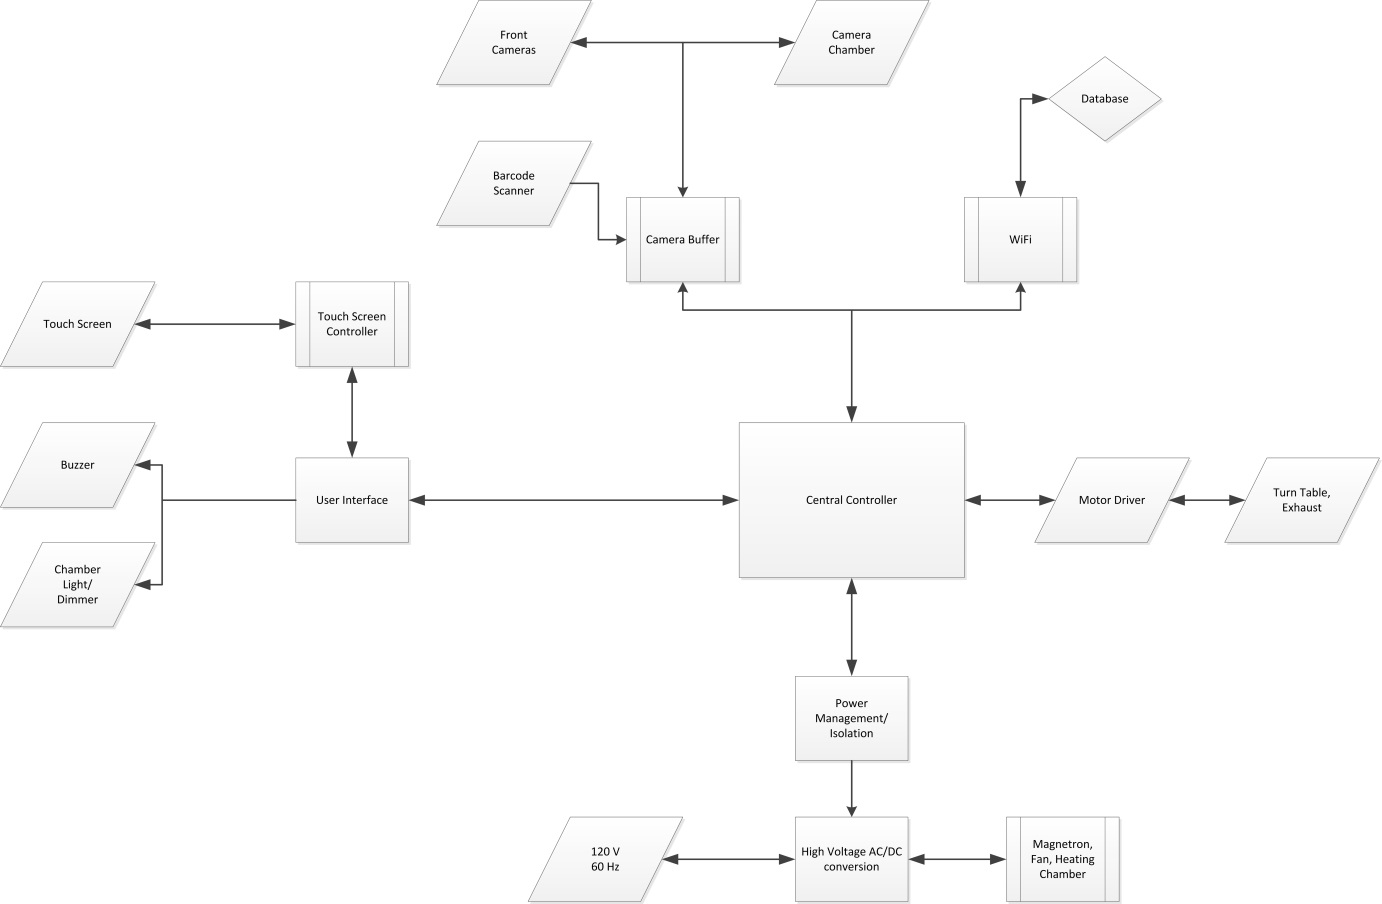 Front
Cameras
Camera
Chamber
Database
Barcode
Scanner
Camera Buffer
WiFi
Touch Screen
Touch Screen
Controller
Buzzer
User Interface
Central Controller
Motor Driver
Turn Table,
Exhaust
Chamber
Light/
Dimmer
Power
Management/
Isolation
120 V
60 Hz
High Voltage AC/DC
conversion
Magnetron,
Fan, Heating
Chamber